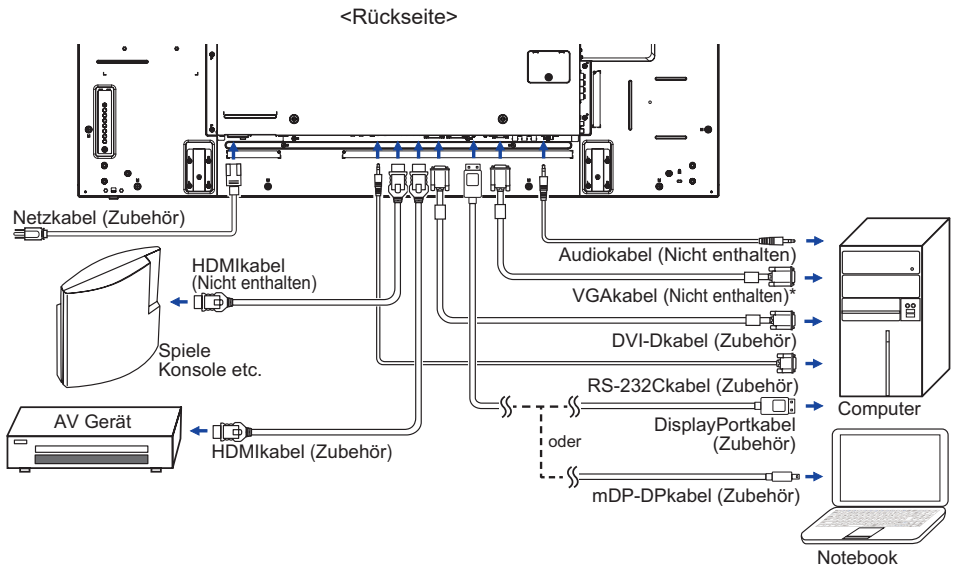 <Rückseite>
Netzkabel (Zubehör)
HDMIkabel
(Nicht enthalten)
Spiele
Konsole etc.
AV Gerät
HDMIkabel (Zubehör)
Audiokabel (Nicht enthalten)
VGAkabel (Nicht enthalten)*
DVI-Dkabel (Zubehör)
RS-232Ckabel (Zubehör)
DisplayPortkabel
(Zubehör)
oder
mDP-DPkabel (Zubehör)
Computer
Notebook